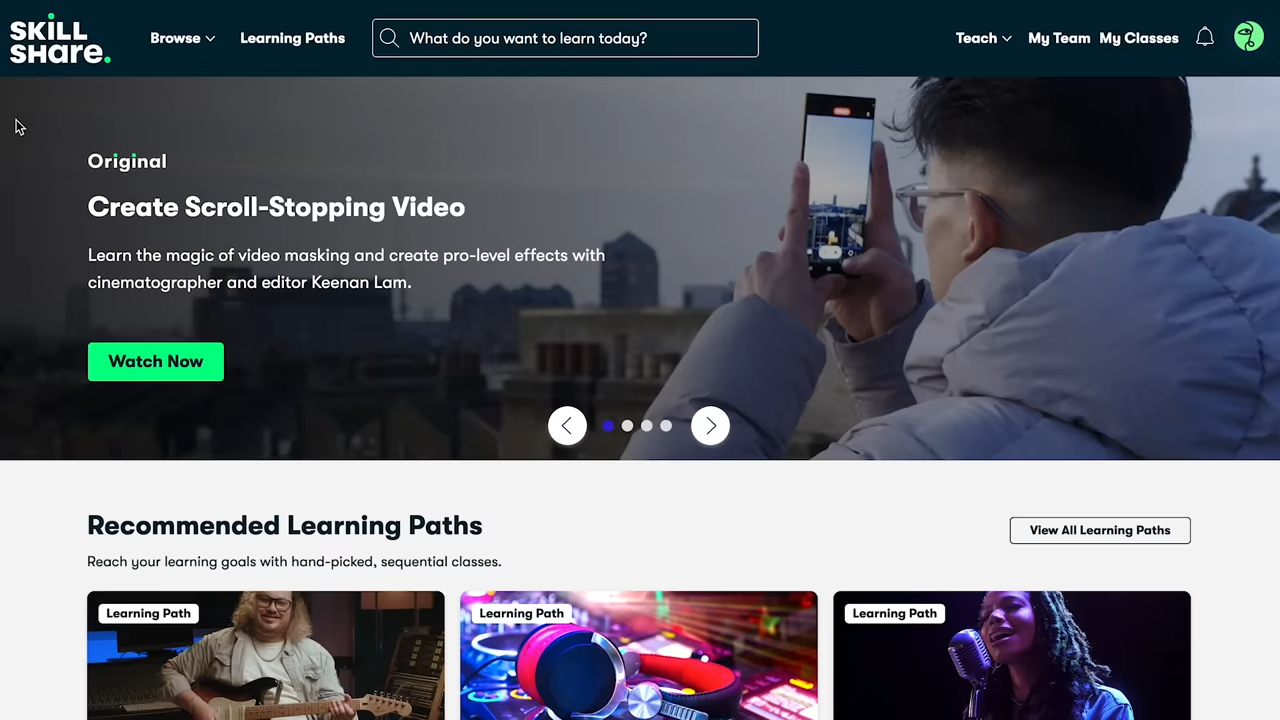 SKiLL
SHare.
Browse
Learning Paths
What do you want to learn today?
Teach
My Team
My Classes
Original
Create Scroll-Stopping Video
Learn the magic of video masking and create pro-level effects with
cinematographer and editor Keenan Lam.
Watch Now
Recommended Learning Paths
View All Learning Paths
Reach your learning goals with hand-picked, sequential classes.
Learning Path
Learning Path
Learning Path